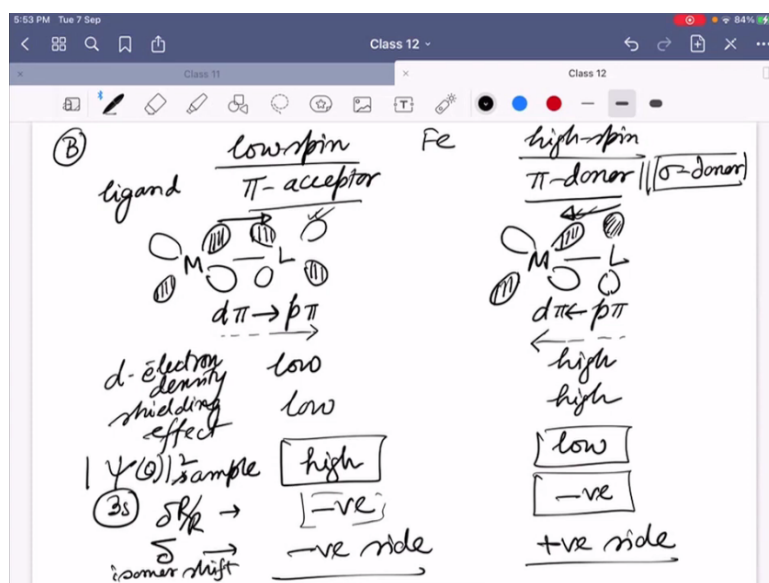 5:53 PM Tue 7 Sep
84%
Class 12
Class 11
Class 12
B
low spin Fe high-spin
ligand π-acceptor π-donor || σ-donor
M L M L
dπ → pπ dπ ← pπ
d-electron density low high
shielding effect low high
|Ψ(0)|² sample high low
3s δR/R → -ve -ve
δ → -ve side +ve side
isomer shift